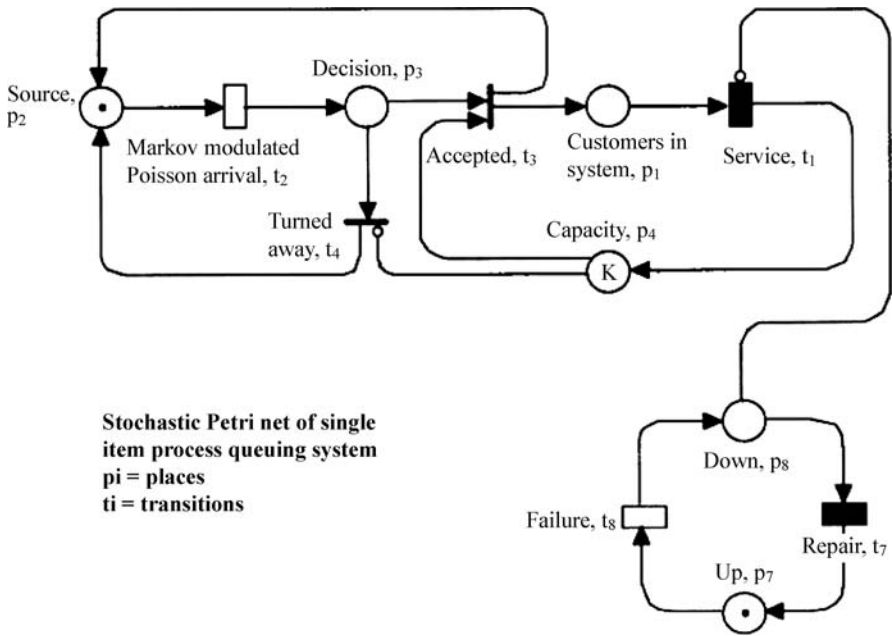 Source,
p2
Markov modulated
Poisson arrival, t2
Decision, p3
Accepted, t3
Customers in
system, p1
Service, t1
Turned
away, t4
Capacity, p4
K
Stochastic Petri net of single
item process queuing system
pi = places
ti = transitions
Down, p8
Failure, t8
Repair, t7
Up, p7